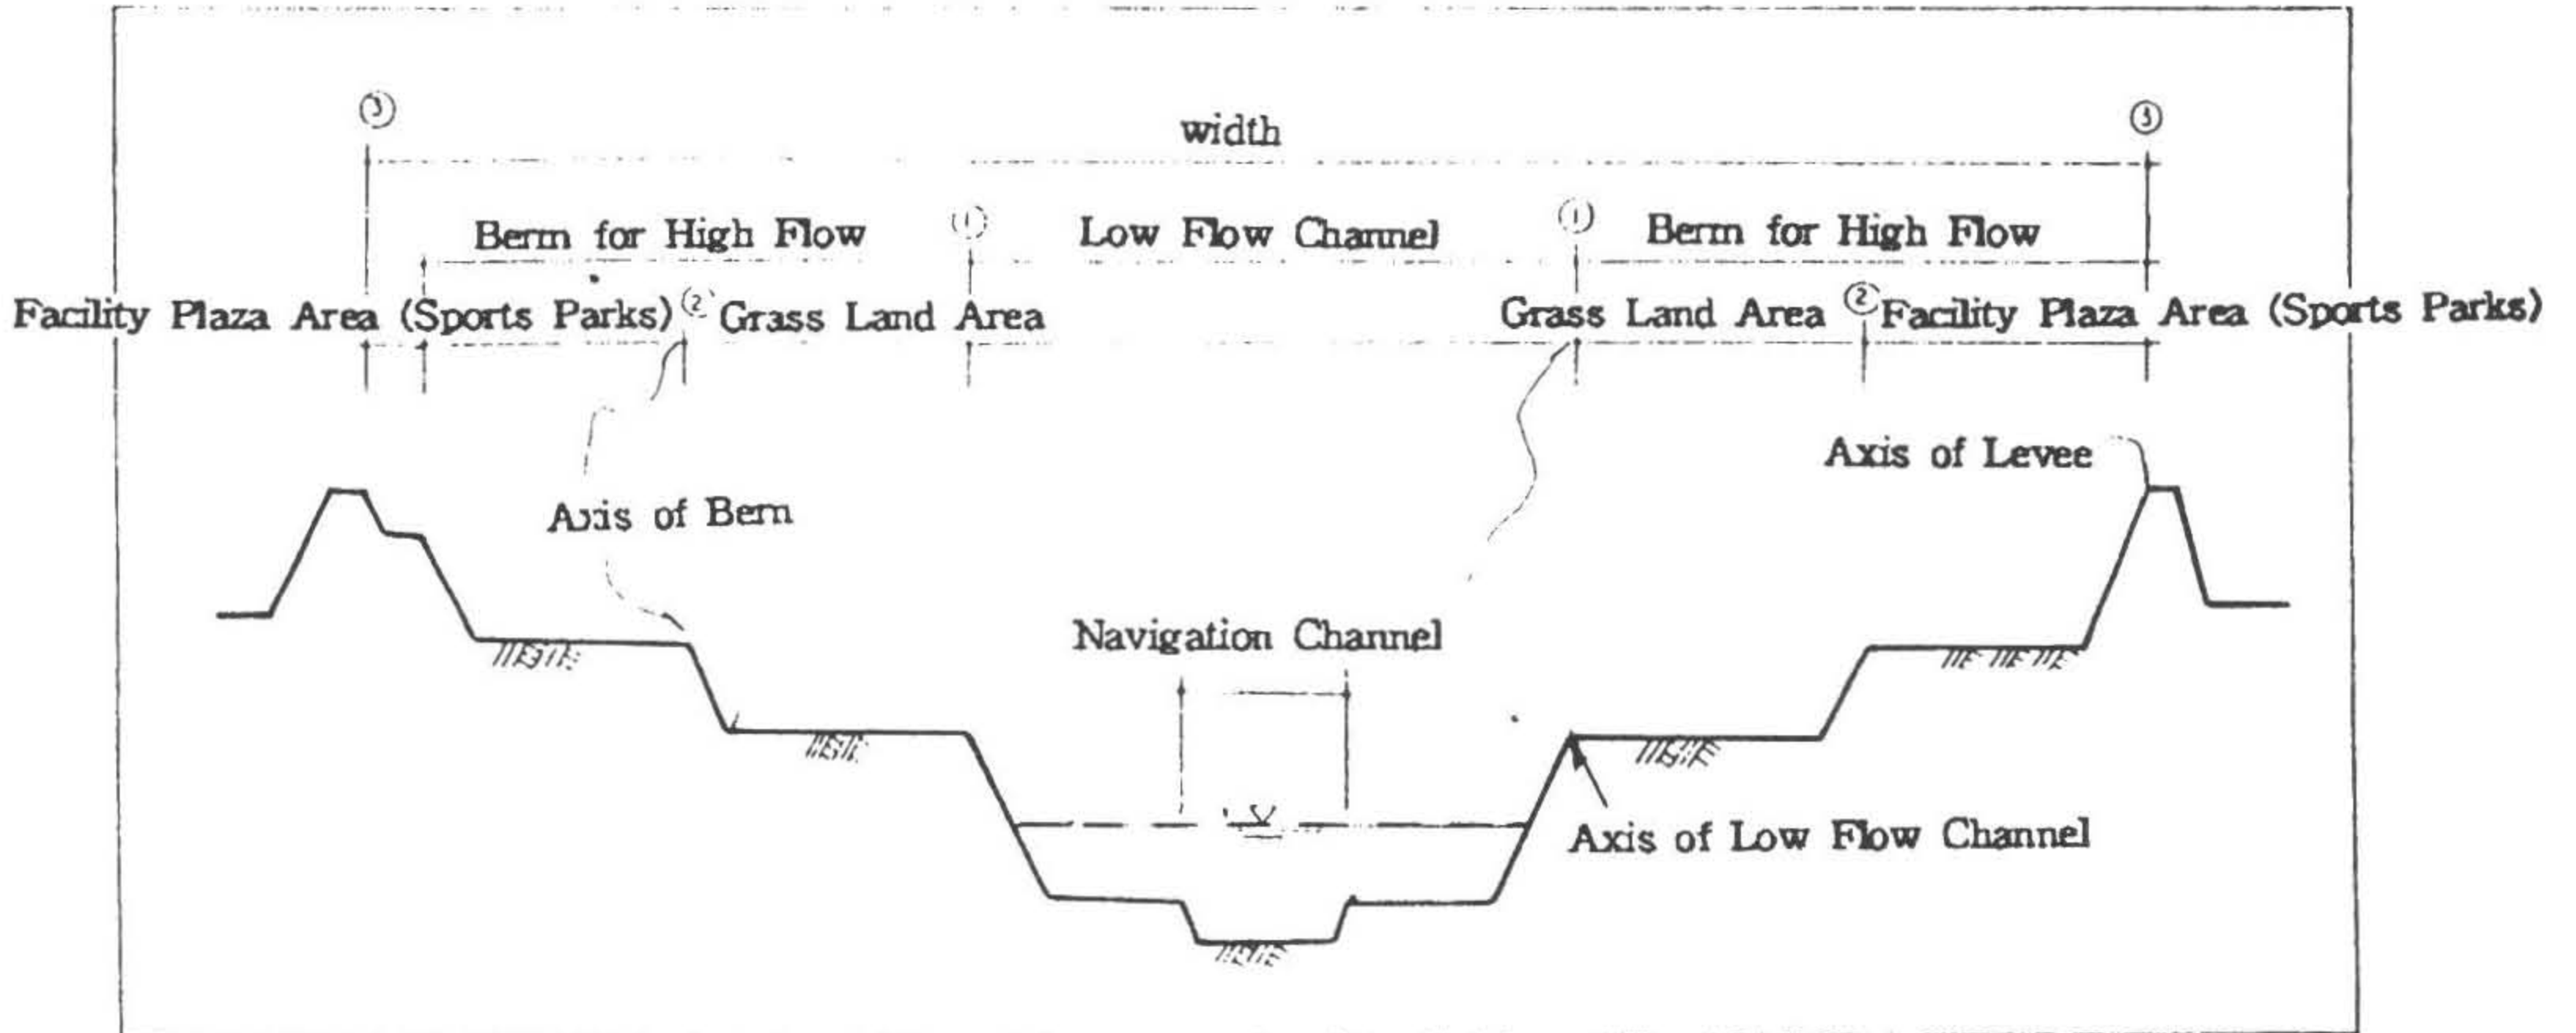 ③ ③
width
① ①
Berm for High Flow Low Flow Channel Berm for High Flow
Facility Plaza Area (Sports Parks) ② Grass Land Area Grass Land Area ② Facility Plaza Area (Sports Parks)
Axis of Levee
Axis of Berm
Navigation Channel
Axis of Low Flow Channel